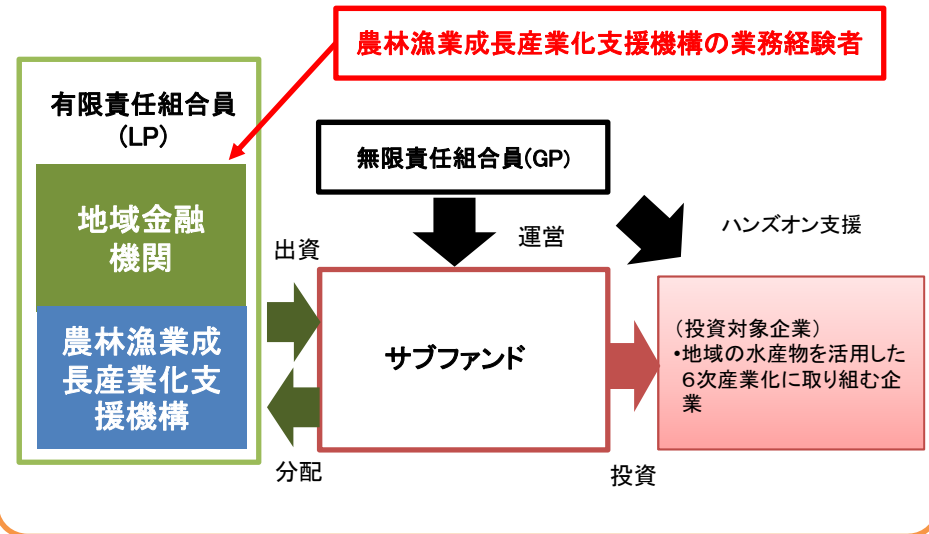 農林漁業成長産業化支援機構の業務経験者
有限責任組合員
(LP)
地域金融
機関
農林漁業成
長産業化支
援機構
無限責任組合員(GP)
出資
運営
ハンズオン支援
サブファンド
(投資対象企業)
・地域の水産物を活用した
６次産業化に取り組む企
業
分配
投資